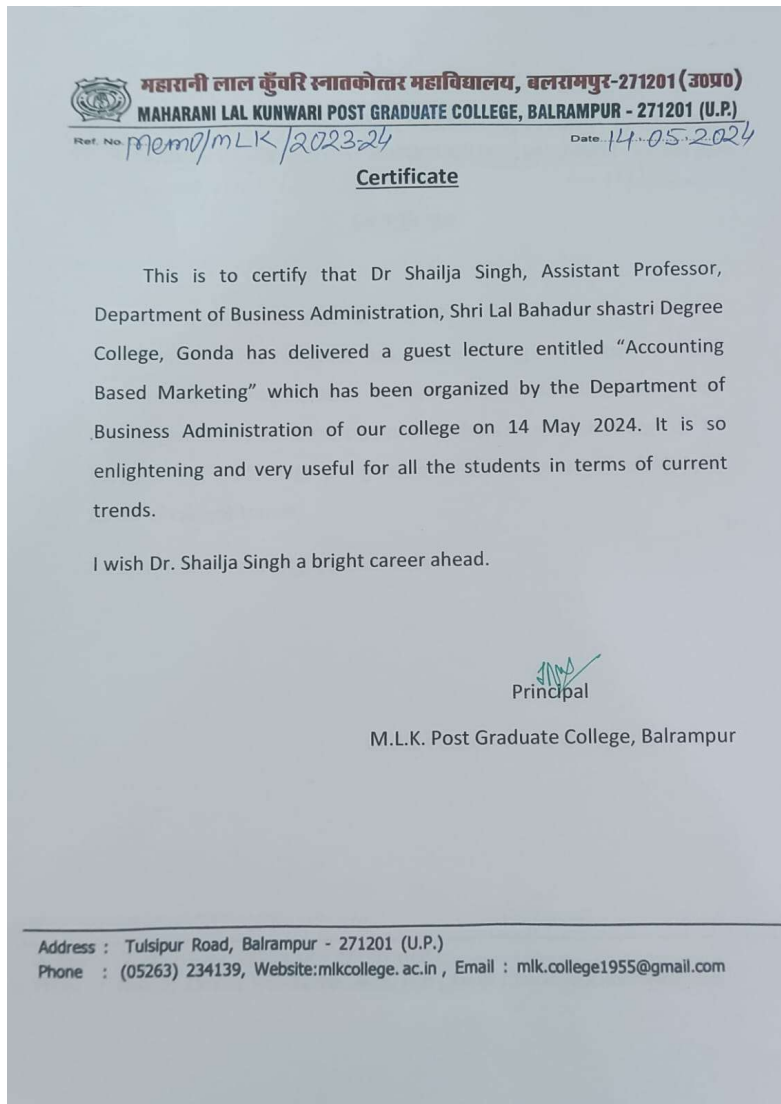 महारानी लाल कुँवरि स्नातकोत्तर महाविद्यालय, बलरामपुर-271201 (उ०प्र०)
MAHARANI LAL KUNWARI POST GRADUATE COLLEGE, BALRAMPUR - 271201 (U.P.)
Ref. No. Memo/MLK/2023-24 Date 14.05.2024
Certificate
This is to certify that Dr Shailja Singh, Assistant Professor,
Department of Business Administration, Shri Lal Bahadur shastri Degree
College, Gonda has delivered a guest lecture entitled “Accounting
Based Marketing” which has been organized by the Department of
Business Administration of our college on 14 May 2024. It is so
enlightening and very useful for all the students in terms of current
trends.
I wish Dr. Shailja Singh a bright career ahead.
Principal
M.L.K. Post Graduate College, Balrampur
Address : Tulsipur Road, Balrampur - 271201 (U.P.)
Phone : (05263) 234139, Website:mlkcollege. ac.in , Email : mlk.college1955@gmail.com